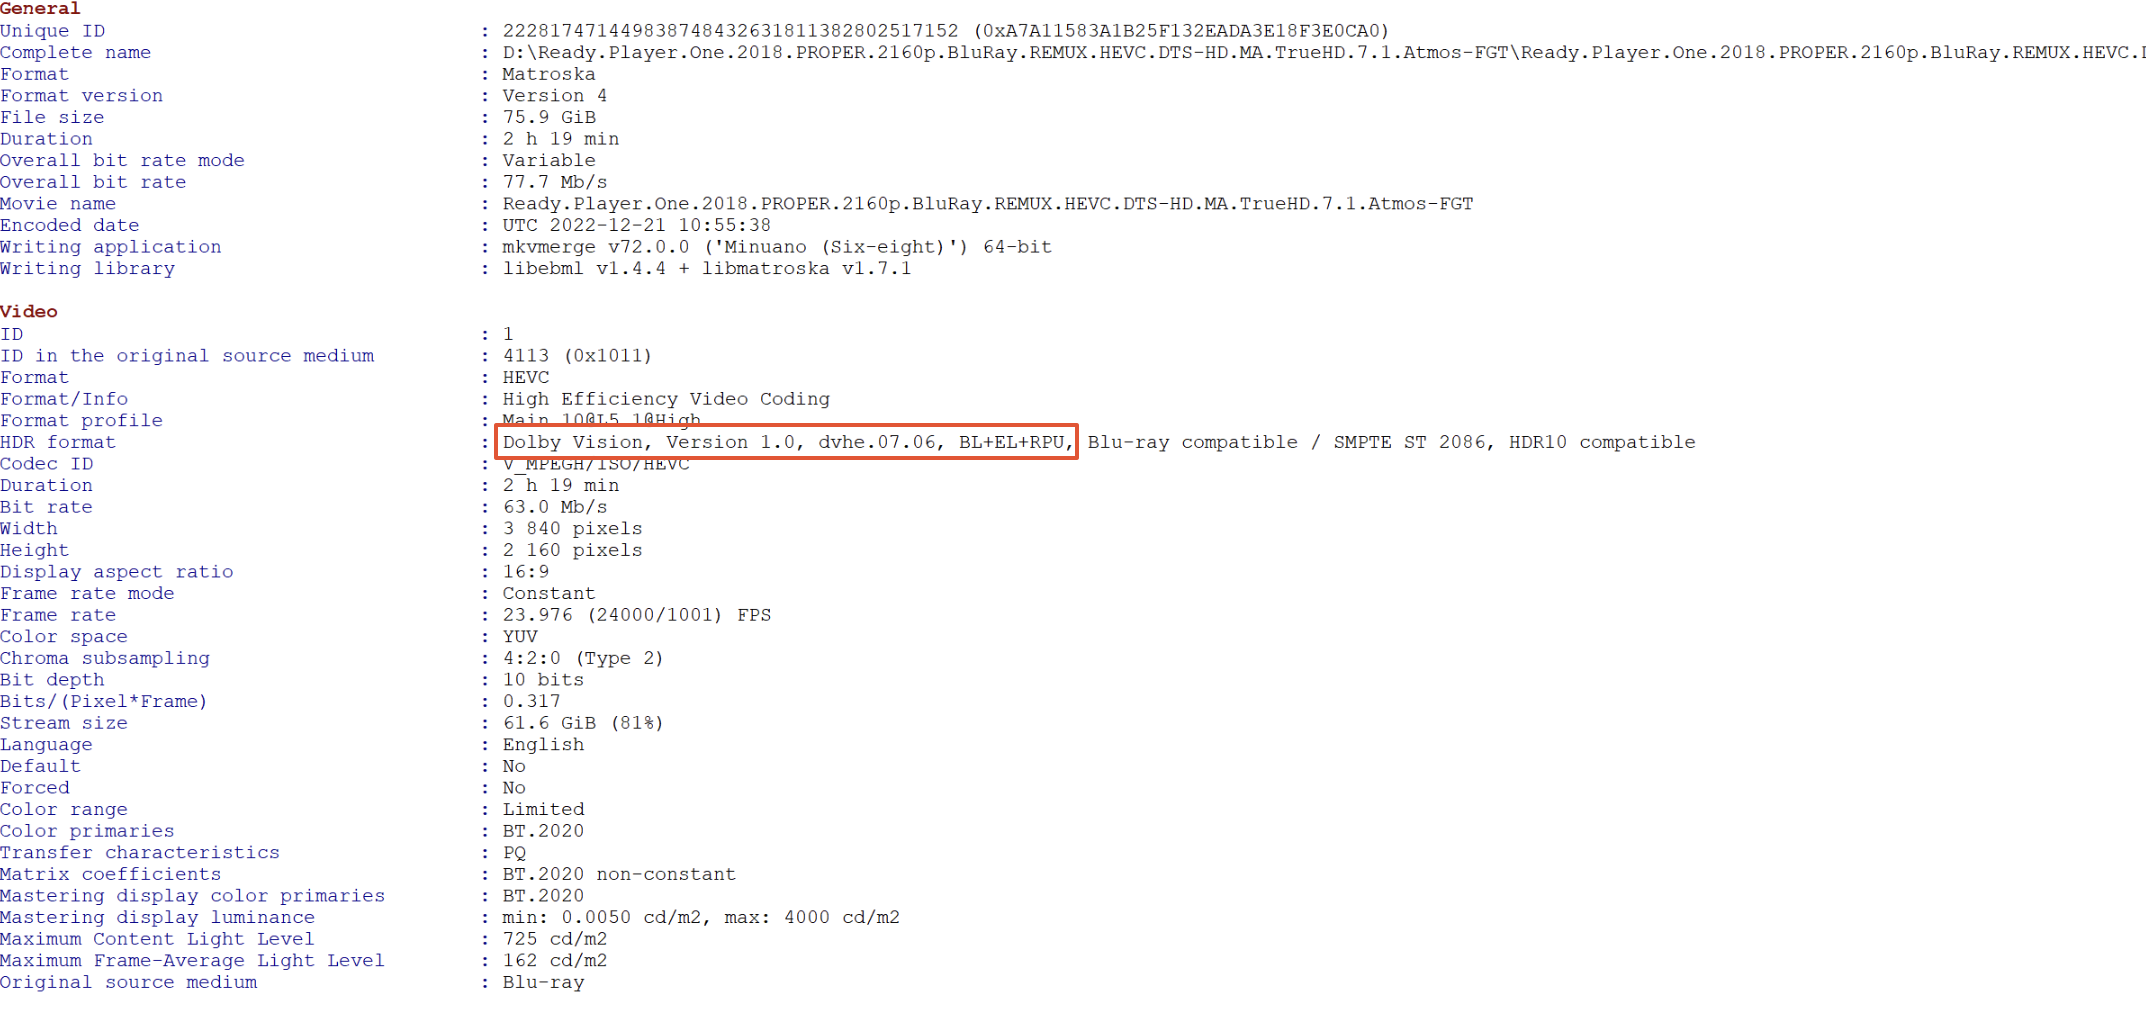 General
Unique ID : 222817471449838748432631811382802517152 (0xA7A11583A1B25F132EADA3E18F3E0CA0)
Complete name : D:\Ready.Player.One.2018.PROPER.2160p.BluRay.REMUX.HEVC.DTS-HD.MA.TrueHD.7.1.Atmos-FGT\Ready.Player.One.2018.PROPER.2160p.BluRay.REMUX.HEVC.D
Format : Matroska
Format version : Version 4
File size : 75.9 GiB
Duration : 2 h 19 min
Overall bit rate mode : Variable
Overall bit rate : 77.7 Mb/s
Movie name : Ready.Player.One.2018.PROPER.2160p.BluRay.REMUX.HEVC.DTS-HD.MA.TrueHD.7.1.Atmos-FGT
Encoded date : UTC 2022-12-21 10:55:38
Writing application : mkvmerge v72.0.0 ('Minuano (Six-eight)') 64-bit
Writing library : libebml v1.4.4 + libmatroska v1.7.1
Video
ID : 1
ID in the original source medium : 4113 (0x1011)
Format : HEVC
Format/Info : High Efficiency Video Coding
Format profile : Main 10@L5.1@High
HDR format : Dolby Vision, Version 1.0, dvhe.07.06, BL+EL+RPU, Blu-ray compatible / SMPTE ST 2086, HDR10 compatible
Codec ID : V_MPEGH/ISO/HEVC
Duration : 2 h 19 min
Bit rate : 63.0 Mb/s
Width : 3 840 pixels
Height : 2 160 pixels
Display aspect ratio : 16:9
Frame rate mode : Constant
Frame rate : 23.976 (24000/1001) FPS
Color space : YUV
Chroma subsampling : 4:2:0 (Type 2)
Bit depth : 10 bits
Bits/(Pixel*Frame) : 0.317
Stream size : 61.6 GiB (81%)
Language : English
Default : No
Forced : No
Color range : Limited
Color primaries : BT.2020
Transfer characteristics : PQ
Matrix coefficients : BT.2020 non-constant
Mastering display color primaries : BT.2020
Mastering display luminance : min: 0.0050 cd/m2, max: 4000 cd/m2
Maximum Content Light Level : 725 cd/m2
Maximum Frame-Average Light Level : 162 cd/m2
Original source medium : Blu-ray